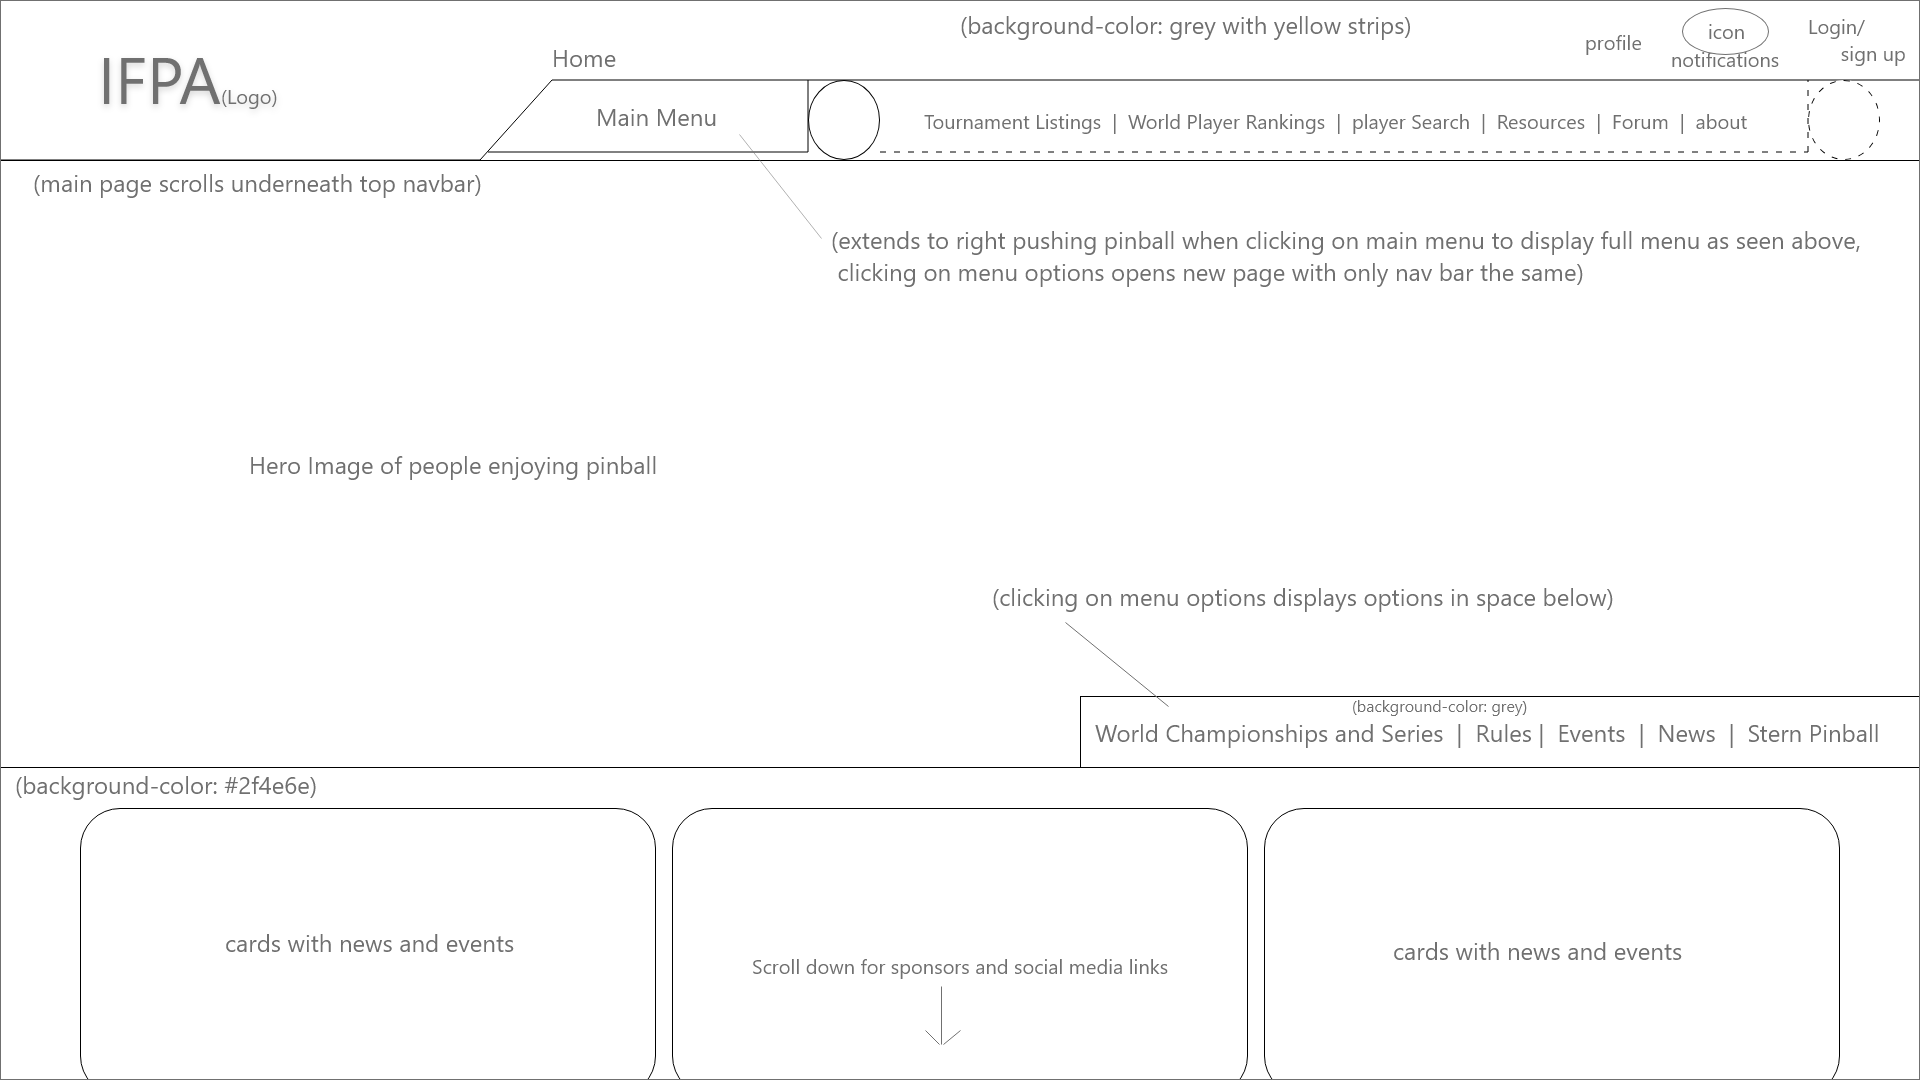 (background-color: grey with yellow strips)
profile
icon
notifications
Login/
sign up
Home
IFPA(Logo)
Main Menu
Tournament Listings | World Player Rankings | player Search | Resources | Forum | about
(main page scrolls underneath top navbar)
(extends to right pushing pinball when clicking on main menu to display full menu as seen above,
clicking on menu options opens new page with only nav bar the same)
Hero Image of people enjoying pinball
(clicking on menu options displays options in space below)
(background-color: grey)
World Championships and Series | Rules | Events | News | Stern Pinball
(background-color: #2f4e6e)
cards with news and events
Scroll down for sponsors and social media links
cards with news and events